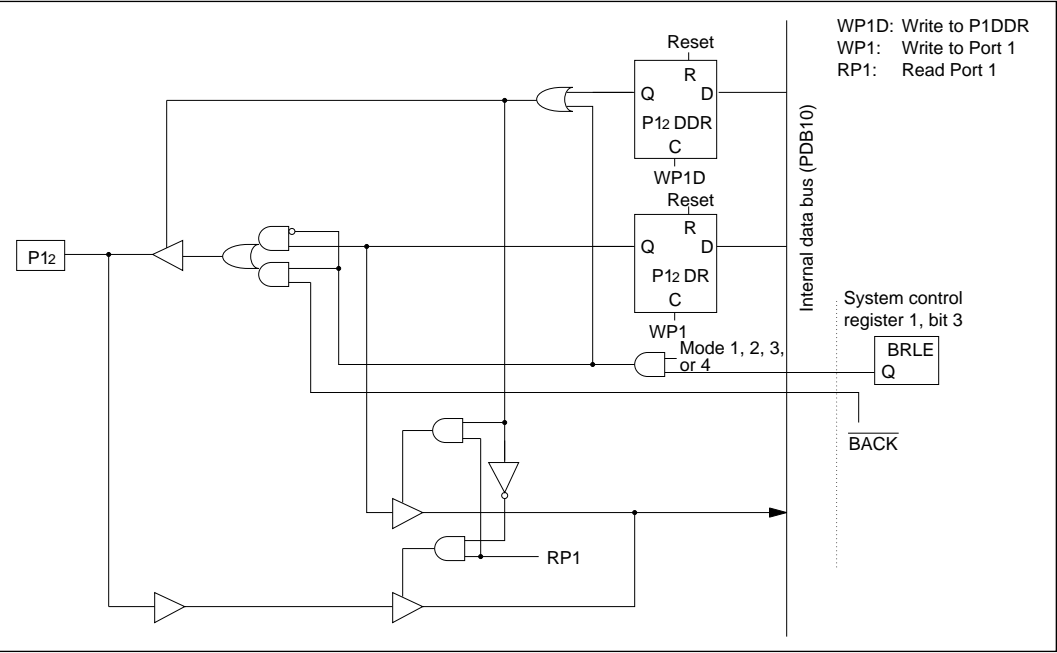 WP1D: Write to P1DDR
WP1: Write to Port 1
RP1: Read Port 1
Reset
R
Q D
P12 DDR
C
WP1D
Reset
R
Q D
P12 DR
C
WP1
Internal data bus (PDB10)
P12
System control
register 1, bit 3
Mode 1, 2, 3,
or 4
BRLE
Q
BACK
RP1